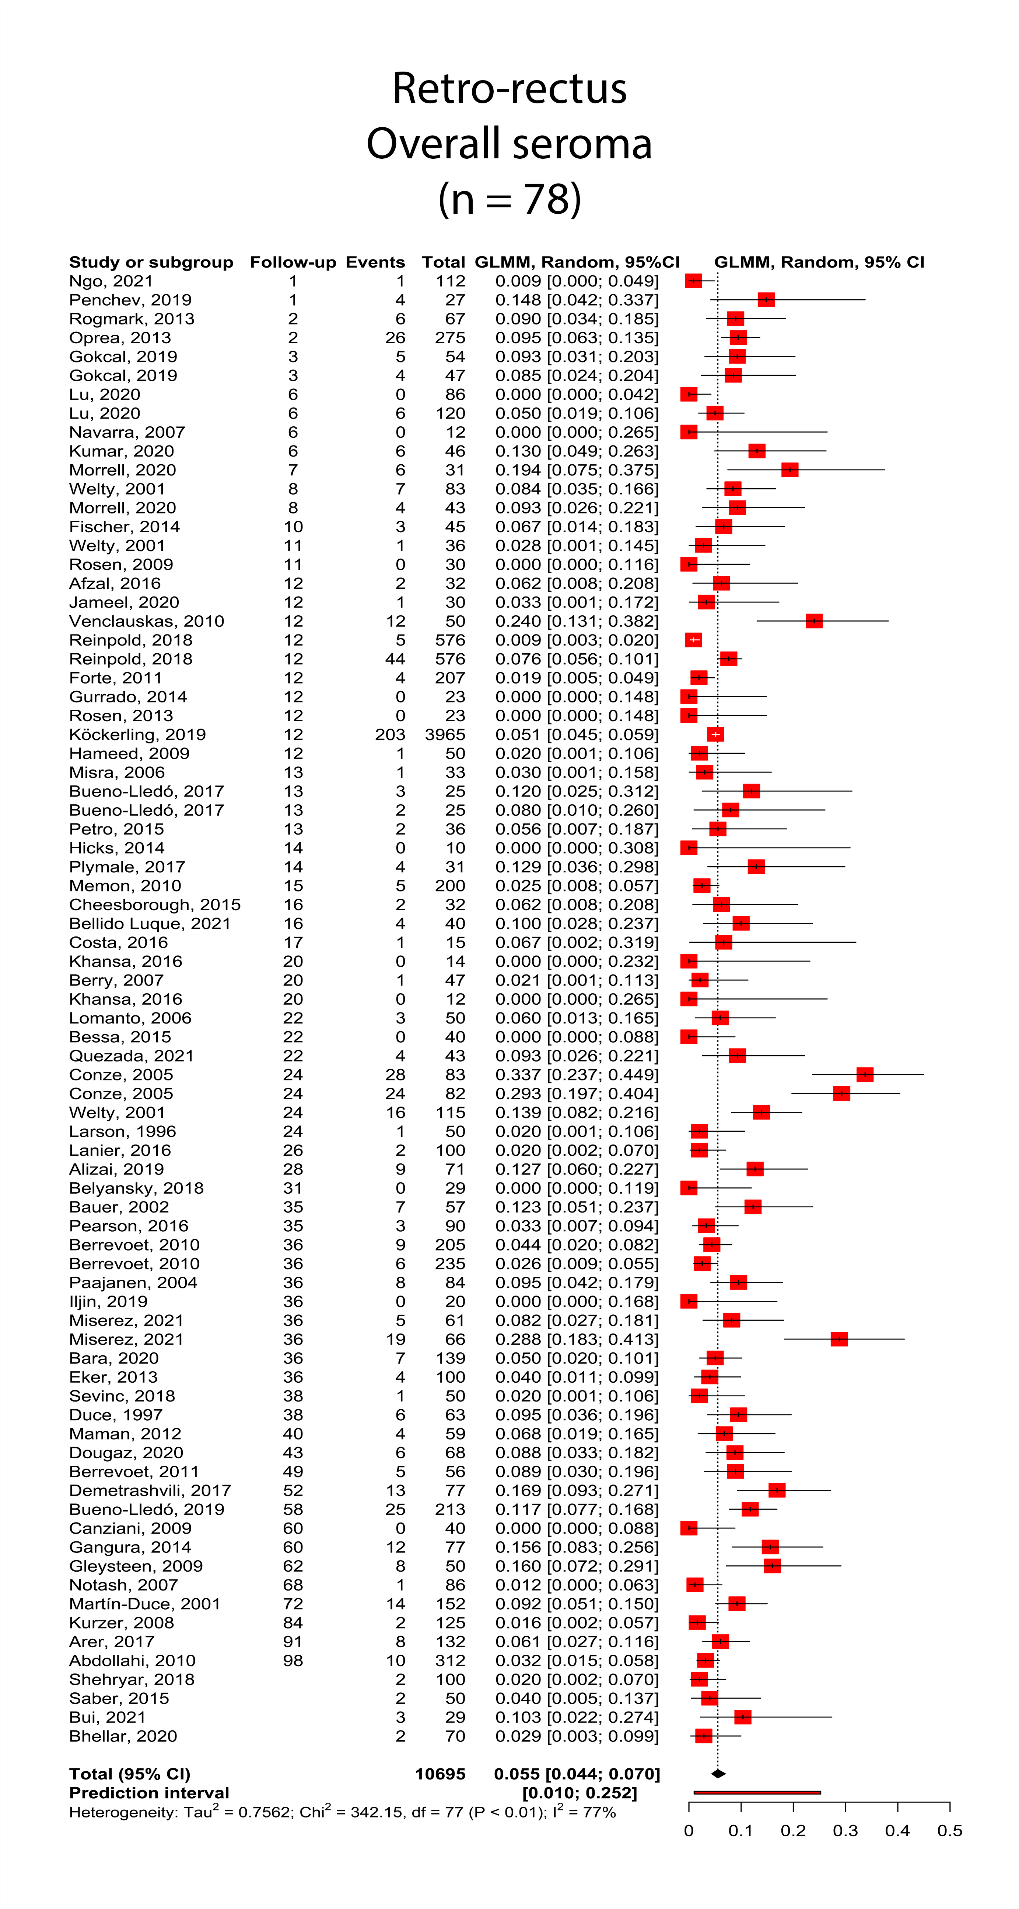 Retro-rectus
Overall seroma
(n = 78)
Study or subgroup Follow-up Events Total GLMM, Random, 95%CI GLMM, Random, 95% CI
Ngo, 2021 1 1 112 0.009 [0.000; 0.049]
Penchev, 2019 1 4 27 0.148 [0.042; 0.337]
Rogmark, 2013 2 6 67 0.090 [0.034; 0.185]
Oprea, 2013 2 26 275 0.095 [0.063; 0.135]
Gokcal, 2019 3 5 54 0.093 [0.031; 0.203]
Gokcal, 2019 3 4 47 0.085 [0.024; 0.204]
Lu, 2020 6 0 86 0.000 [0.000; 0.042]
Lu, 2020 6 6 120 0.050 [0.019; 0.106]
Navarra, 2007 6 0 12 0.000 [0.000; 0.265]
Kumar, 2020 6 6 46 0.130 [0.049; 0.263]
Morrell, 2020 7 6 31 0.194 [0.075; 0.375]
Welty, 2001 8 7 83 0.084 [0.035; 0.166]
Morrell, 2020 8 4 43 0.093 [0.026; 0.221]
Fischer, 2014 10 3 45 0.067 [0.014; 0.183]
Welty, 2001 11 1 36 0.028 [0.001; 0.145]
Rosen, 2009 11 0 30 0.000 [0.000; 0.116]
Afzal, 2016 12 2 32 0.062 [0.008; 0.208]
Jameel, 2020 12 1 30 0.033 [0.001; 0.172]
Venclauskas, 2010 12 12 50 0.240 [0.131; 0.382]
Reinpold, 2018 12 5 576 0.009 [0.003; 0.020]
Reinpold, 2018 12 44 576 0.076 [0.056; 0.101]
Forte, 2011 12 4 207 0.019 [0.005; 0.049]
Gurrado, 2014 12 0 23 0.000 [0.000; 0.148]
Rosen, 2013 12 0 23 0.000 [0.000; 0.148]
Köckerling, 2019 12 203 3965 0.051 [0.045; 0.059]
Hameed, 2009 12 1 50 0.020 [0.001; 0.106]
Misra, 2006 13 1 33 0.030 [0.001; 0.158]
Bueno-Lledó, 2017 13 3 25 0.120 [0.025; 0.312]
Bueno-Lledó, 2017 13 2 25 0.080 [0.010; 0.260]
Petro, 2015 13 2 36 0.056 [0.007; 0.187]
Hicks, 2014 14 0 10 0.000 [0.000; 0.308]
Plymale, 2017 14 4 31 0.129 [0.036; 0.298]
Memon, 2010 15 5 200 0.025 [0.008; 0.057]
Cheesborough, 2015 16 2 32 0.062 [0.008; 0.208]
Bellido Luque, 2021 16 4 40 0.100 [0.028; 0.237]
Costa, 2016 17 1 15 0.067 [0.002; 0.319]
Khansa, 2016 20 0 14 0.000 [0.000; 0.232]
Berry, 2007 20 1 47 0.021 [0.001; 0.113]
Khansa, 2016 20 0 12 0.000 [0.000; 0.265]
Lomanto, 2006 22 3 50 0.060 [0.013; 0.165]
Bessa, 2015 22 0 40 0.000 [0.000; 0.088]
Quezada, 2021 22 4 43 0.093 [0.026; 0.221]
Conze, 2005 24 28 83 0.337 [0.237; 0.449]
Conze, 2005 24 24 82 0.293 [0.197; 0.404]
Welty, 2001 24 16 115 0.139 [0.082; 0.216]
Larson, 1996 24 1 50 0.020 [0.001; 0.106]
Lanier, 2016 26 2 100 0.020 [0.002; 0.070]
Alizai, 2019 28 9 71 0.127 [0.060; 0.227]
Belyansky, 2018 31 0 29 0.000 [0.000; 0.119]
Bauer, 2002 35 7 57 0.123 [0.051; 0.237]
Pearson, 2016 35 3 90 0.033 [0.007; 0.094]
Berrevoet, 2010 36 9 205 0.044 [0.020; 0.082]
Berrevoet, 2010 36 6 235 0.026 [0.009; 0.055]
Paajanen, 2004 36 8 84 0.095 [0.042; 0.179]
Iljin, 2019 36 0 20 0.000 [0.000; 0.168]
Miserez, 2021 36 5 61 0.082 [0.027; 0.181]
Miserez, 2021 36 19 66 0.288 [0.183; 0.413]
Bara, 2020 36 7 139 0.050 [0.020; 0.101]
Eker, 2013 36 4 100 0.040 [0.011; 0.099]
Sevinc, 2018 38 1 50 0.020 [0.001; 0.106]
Duce, 1997 38 6 63 0.095 [0.036; 0.196]
Maman, 2012 40 4 59 0.068 [0.019; 0.165]
Dougaz, 2020 43 6 68 0.088 [0.033; 0.182]
Berrevoet, 2011 49 5 56 0.089 [0.030; 0.196]
Demetrashvili, 2017 52 13 77 0.169 [0.093; 0.271]
Bueno-Lledó, 2019 58 25 213 0.117 [0.077; 0.168]
Canziani, 2009 60 0 40 0.000 [0.000; 0.088]
Gangura, 2014 60 12 77 0.156 [0.083; 0.256]
Gleysteen, 2009 62 8 50 0.160 [0.072; 0.291]
Notash, 2007 68 1 86 0.012 [0.000; 0.063]
Martín-Duce, 2001 72 14 152 0.092 [0.051; 0.150]
Kurzer, 2008 84 2 125 0.016 [0.002; 0.057]
Arer, 2017 91 8 132 0.061 [0.027; 0.116]
Abdollahi, 2010 98 10 312 0.032 [0.015; 0.058]
Shehryar, 2018 2 100 0.020 [0.002; 0.070]
Saber, 2015 2 50 0.040 [0.005; 0.137]
Bui, 2021 3 29 0.103 [0.022; 0.274]
Bhellar, 2020 2 70 0.029 [0.003; 0.099]
Total (95% CI) 10695 0.055 [0.044; 0.070]
Prediction interval [0.010; 0.252]
Heterogeneity: Tau² = 0.7562; Chi² = 342.15, df = 77 (P < 0.01); I² = 77%
0 0.1 0.2 0.3 0.4 0.5